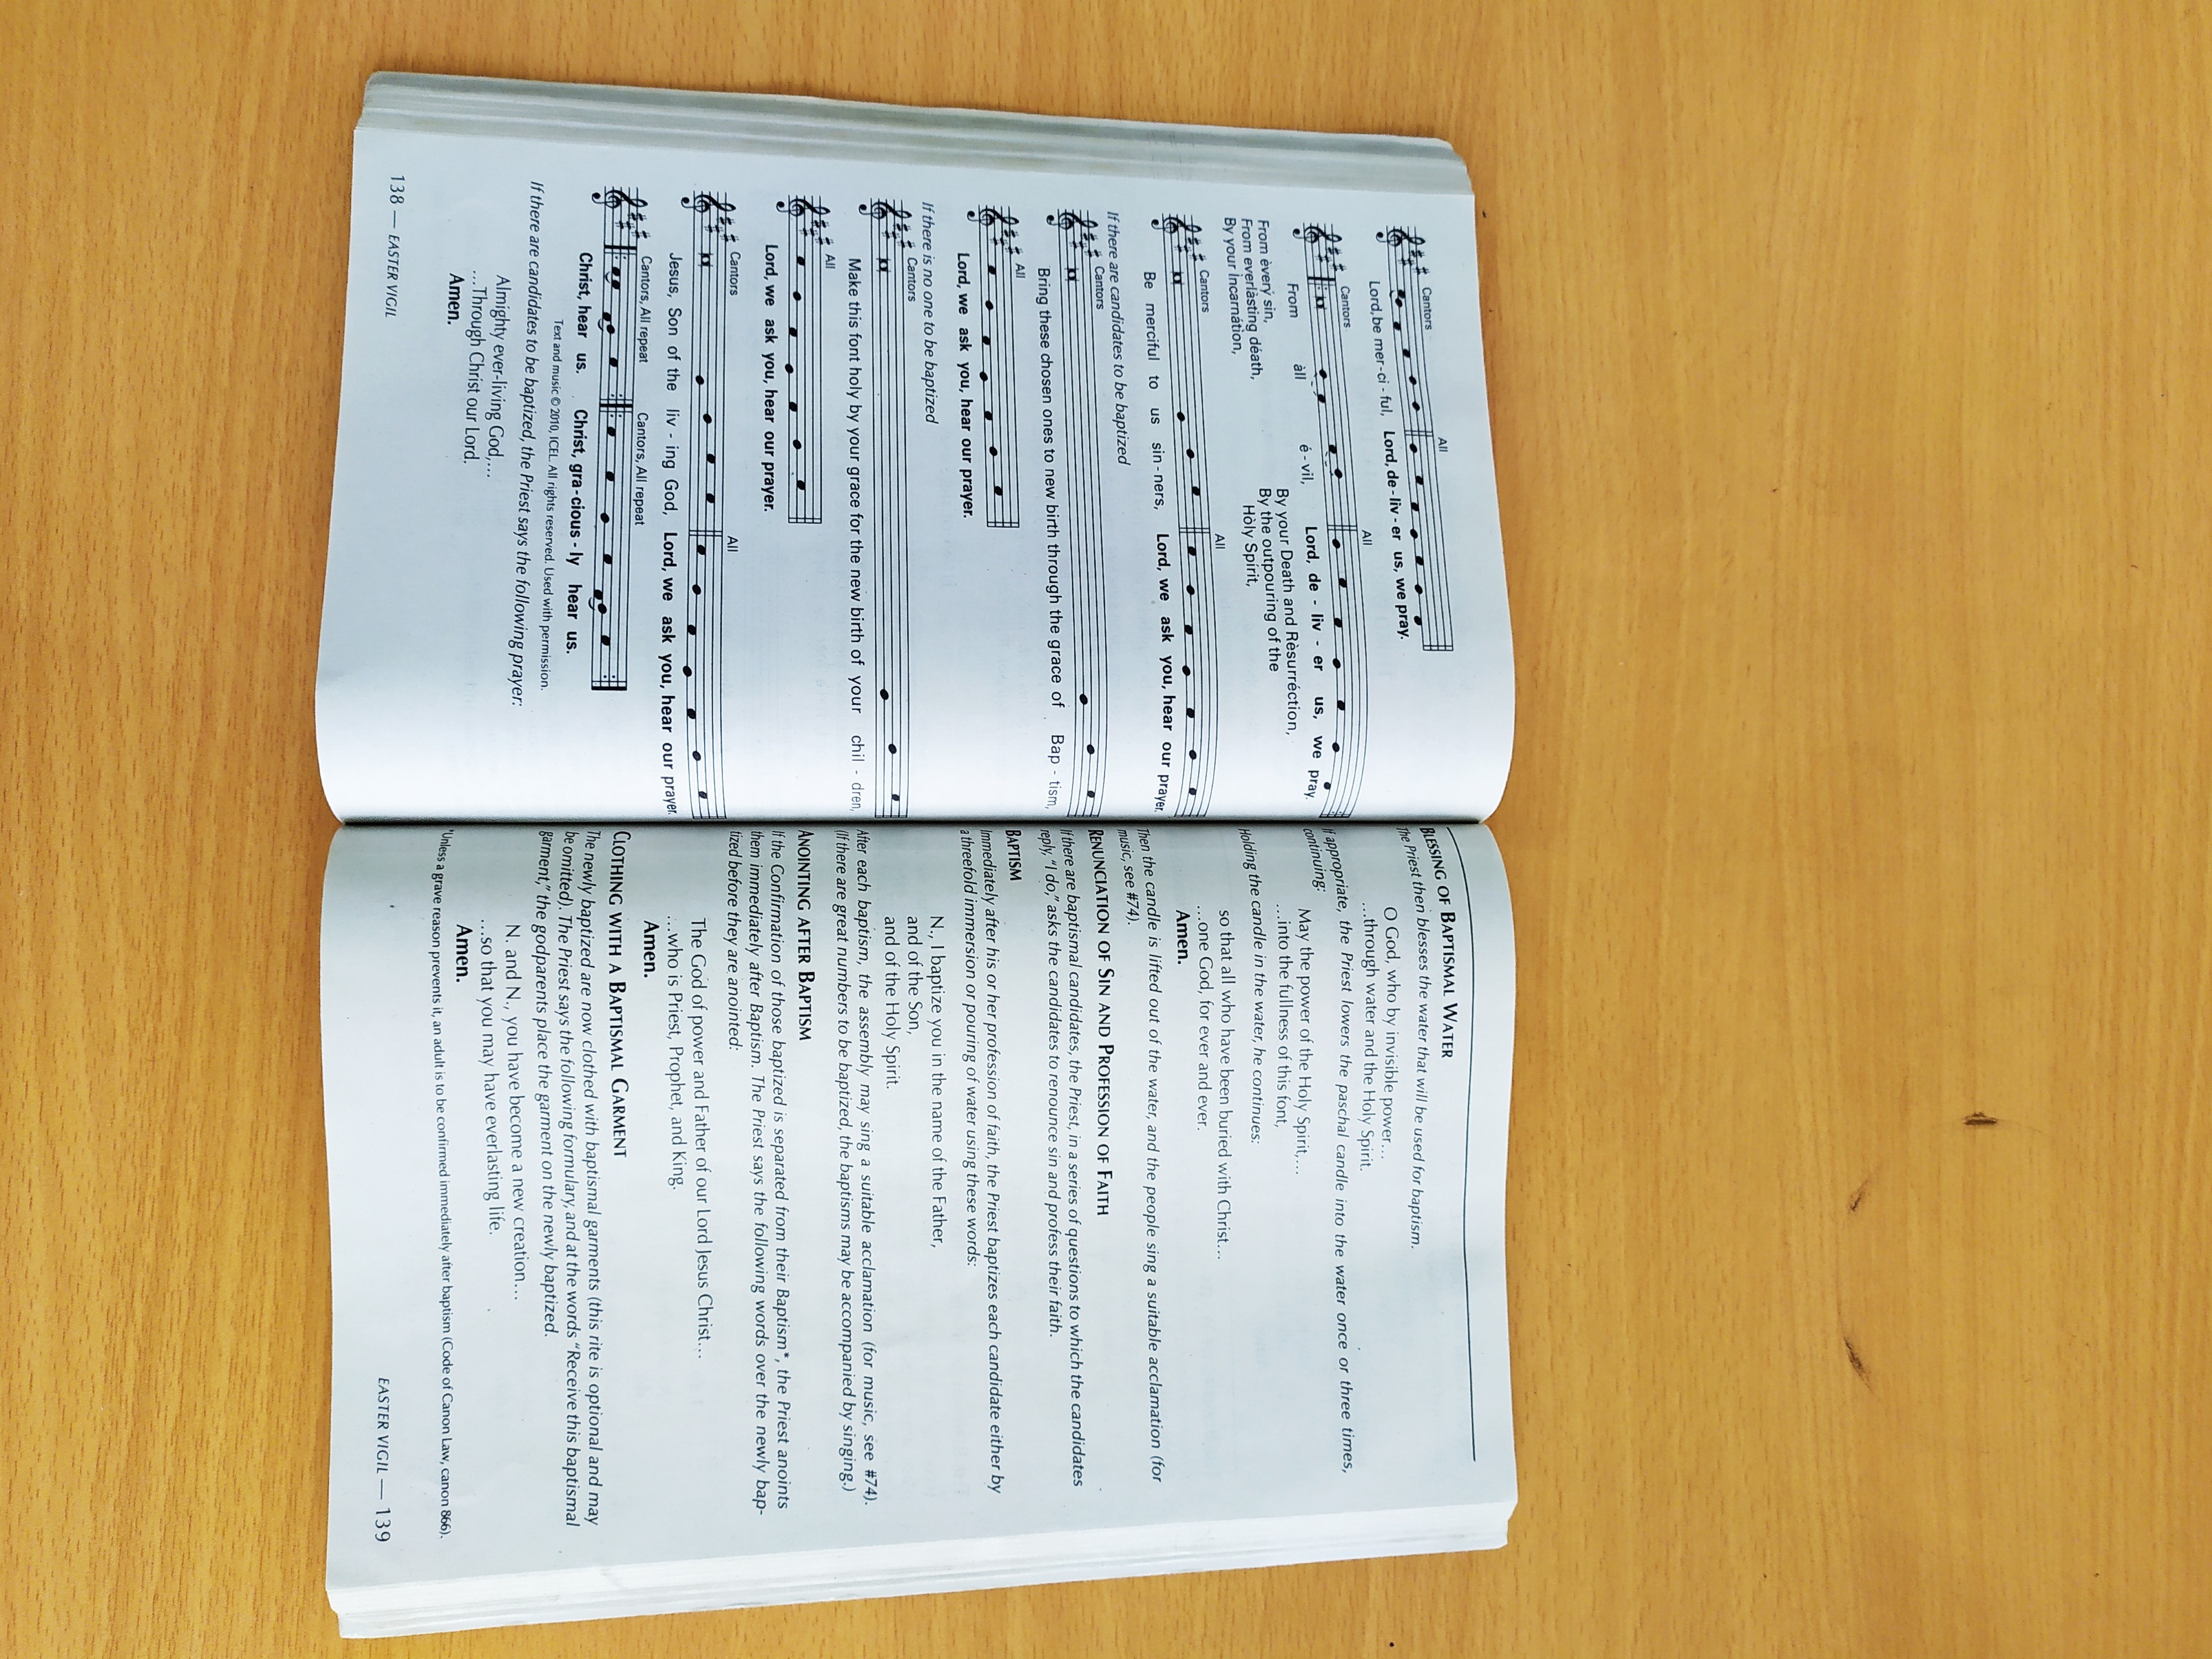 Cantors All
Lord, be mer - ci - ful, Lord, de - liv - er us, we pray.
Cantors All
From àll é - vil, Lord, de - liv - er us, we pray.
From èvery sin,
From everlàsting déath,
By your Ìncarnátion,
By your Death and Rèsurréction,
By the outpouring of the
Hòly Spirit,
Cantors All
Be merciful to us sin - ners, Lord, we ask you, hear our prayer.
If there are candidates to be baptized
Cantors
Bring these chosen ones to new birth through the grace of Bap - tism,
All
Lord, we ask you, hear our prayer.
If there is no one to be baptized
Cantors
Make this font holy by your grace for the new birth of your chil - dren,
All
Lord, we ask you, hear our prayer.
Cantors All
Jesus, Son of the liv - ing God, Lord, we ask you, hear our prayer.
Cantors, All repeat Cantors, All repeat
Christ, hear us. Christ, gra - cious - ly hear us.
Text and music © 2010, ICEL. All rights reserved. Used with permission.
If there are candidates to be baptized, the Priest says the following prayer:
Almighty ever-living God,...
...Through Christ our Lord.
Amen.
138 — EASTER VIGIL
BLESSING OF BAPTISMAL WATER
The Priest then blesses the water that will be used for baptism.
O God, who by invisible power...
...through water and the Holy Spirit.
If appropriate, the Priest lowers the paschal candle into the water once or three times,
continuing:
May the power of the Holy Spirit,...
...into the fullness of this font,
Holding the candle in the water, he continues:
so that all who have been buried with Christ...
...one God, for ever and ever.
Amen.
Then the candle is lifted out of the water, and the people sing a suitable acclamation (for
music, see #74).
RENUNCIATION OF SIN AND PROFESSION OF FAITH
If there are baptismal candidates, the Priest, in a series of questions to which the candidates
reply, "I do," asks the candidates to renounce sin and profess their faith.
BAPTISM
Immediately after his or her profession of faith, the Priest baptizes each candidate either by
a threefold immersion or pouring of water using these words:
N., I baptize you in the name of the Father,
and of the Son,
and of the Holy Spirit.
After each baptism, the assembly may sing a suitable acclamation (for music, see #74).
(If there are great numbers to be baptized, the baptisms may be accompanied by singing.)
ANOINTING AFTER BAPTISM
If the Confirmation of those baptized is separated from their Baptism*, the Priest anoints
them immediately after Baptism. The Priest says the following words over the newly bap-
tized before they are anointed:
The God of power and Father of our Lord Jesus Christ...
...who is Priest, Prophet, and King.
Amen.
CLOTHING WITH A BAPTISMAL GARMENT
The newly baptized are now clothed with baptismal garments (this rite is optional and may
be omitted). The Priest says the following formulary, and at the words "Receive this baptismal
garment," the godparents place the garment on the newly baptized.
N. and N., you have become a new creation...
...so that you may have everlasting life.
Amen.
*Unless a grave reason prevents it, an adult is to be confirmed immediately after baptism (Code of Canon Law, canon 866).
EASTER VIGIL — 139